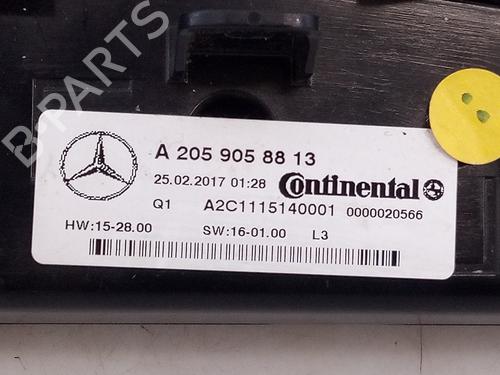 B-PARTS
A 205 905 88 13
25.02.2017 01:28 Continental
Q1 A2C1115140001 0000020566
HW:15-28.00 SW:16-01.00 L3